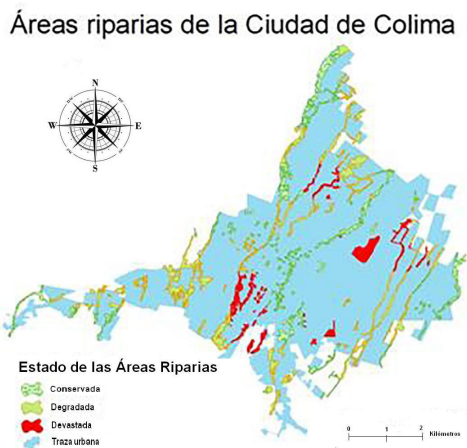 Áreas riparias de la Ciudad de Colima
N
W
E
S
Estado de las Áreas Riparias
Conservada
Degradada
Devastada
Traza urbana
0 1 2
Kilómetros